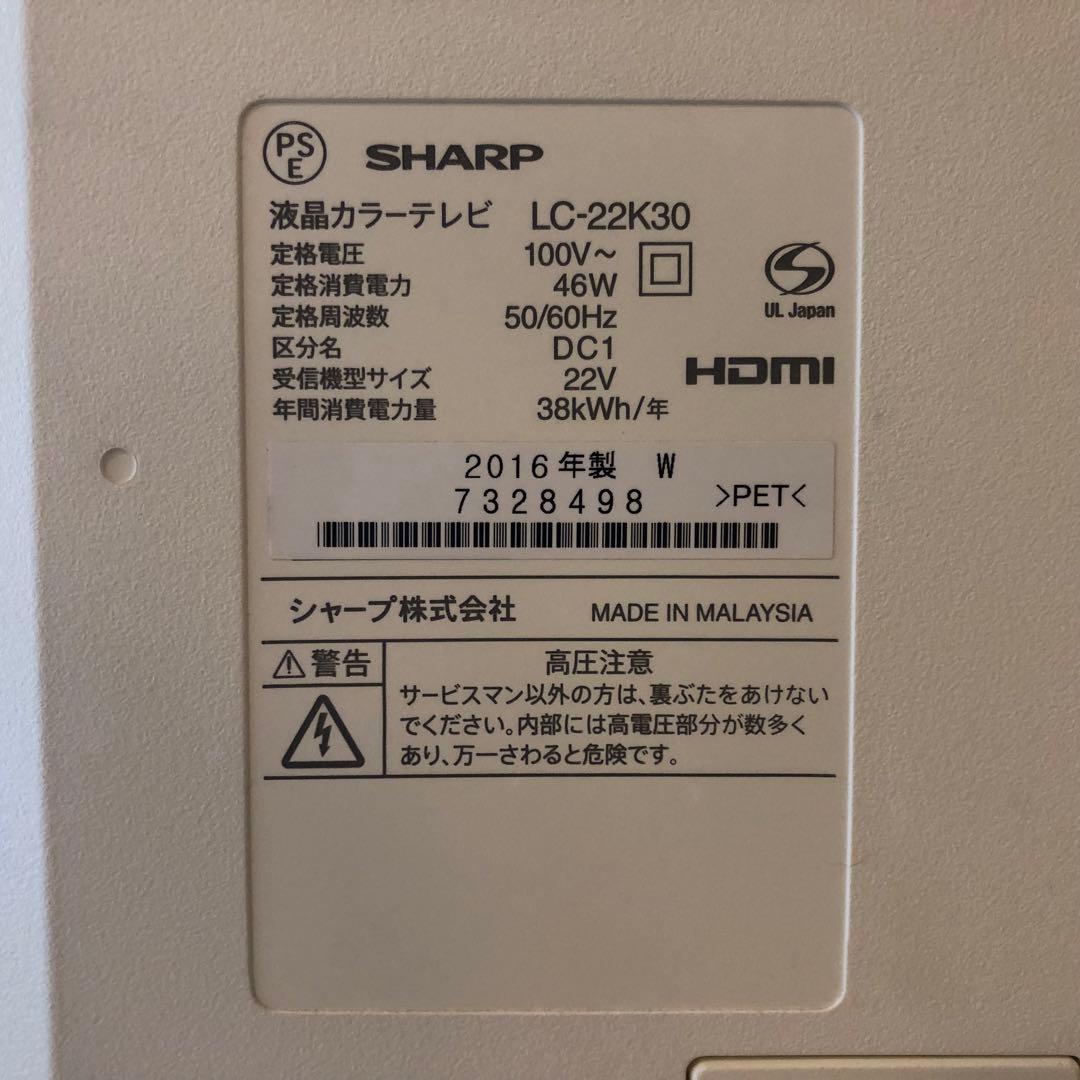 PS
E
SHARP
液晶カラーテレビ LC-22K30
定格電圧 100V～
定格消費電力 46W
定格周波数 50/60Hz
区分名 DC1
受信機型サイズ 22V
年間消費電力量 38kWh/年
S
UL Japan
HDMI
2016年製 W
7328498 >PET<
シャープ株式会社 MADE IN MALAYSIA
⚠警告
高圧注意
サービスマン以外の方は、裏ぶたをあけない
でください。内部には高電圧部分が数多く
あり、万一さわると危険です。